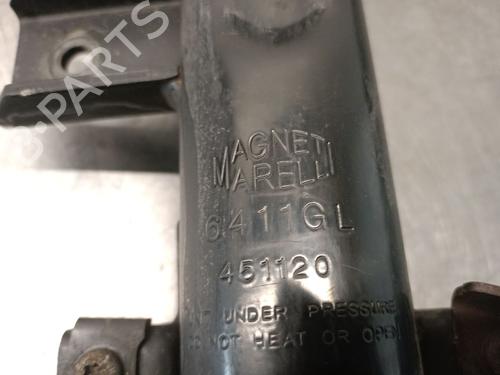 B-PARTS
MAGNETI
MARELLI
6411GL
451120
UNDER PRESSURE
NOT HEAT OR OPEN